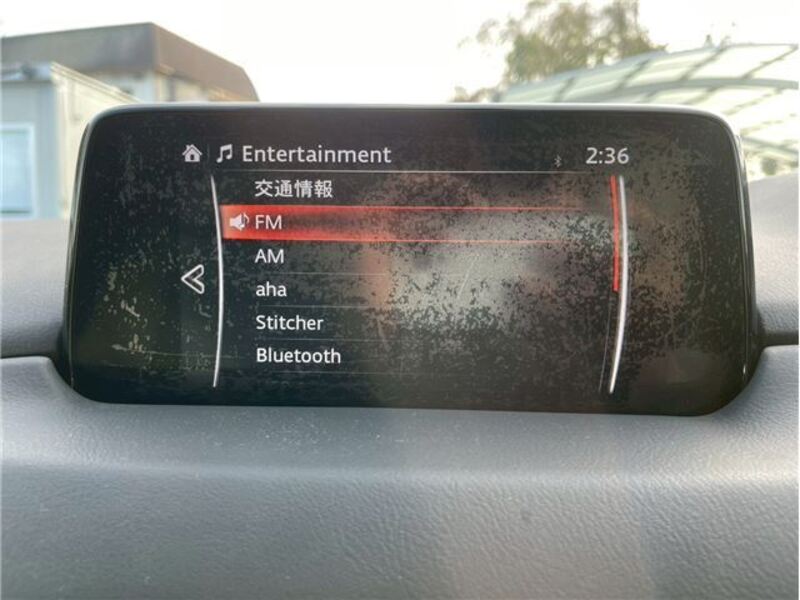 Entertainment 2:36
交通情報
FM
AM
aha
Stitcher
Bluetooth